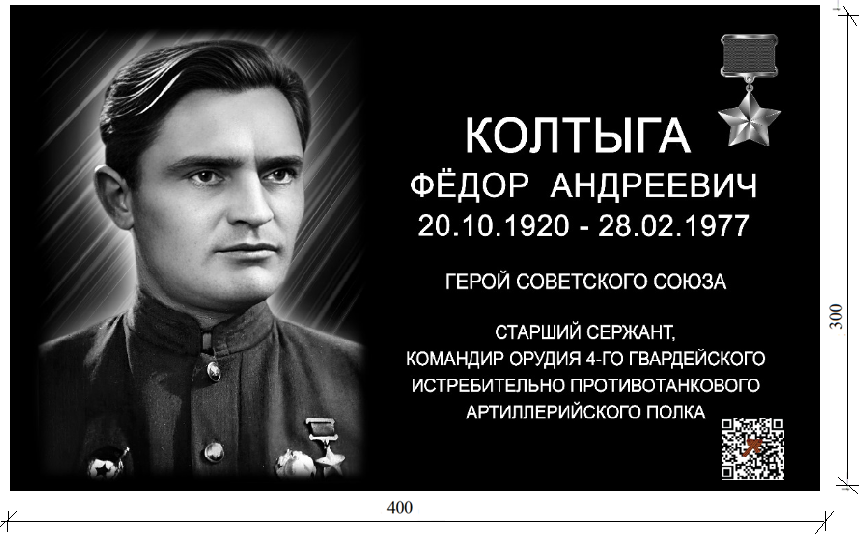 КОЛТЫГА
ФЁДОР АНДРЕЕВИЧ
20.10.1920 - 28.02.1977
ГЕРОЙ СОВЕТСКОГО СОЮЗА
СТАРШИЙ СЕРЖАНТ,
КОМАНДИР ОРУДИЯ 4-ГО ГВАРДЕЙСКОГО
ИСТРЕБИТЕЛЬНО ПРОТИВОТАНКОВОГО
АРТИЛЛЕРИЙСКОГО ПОЛКА
300
400